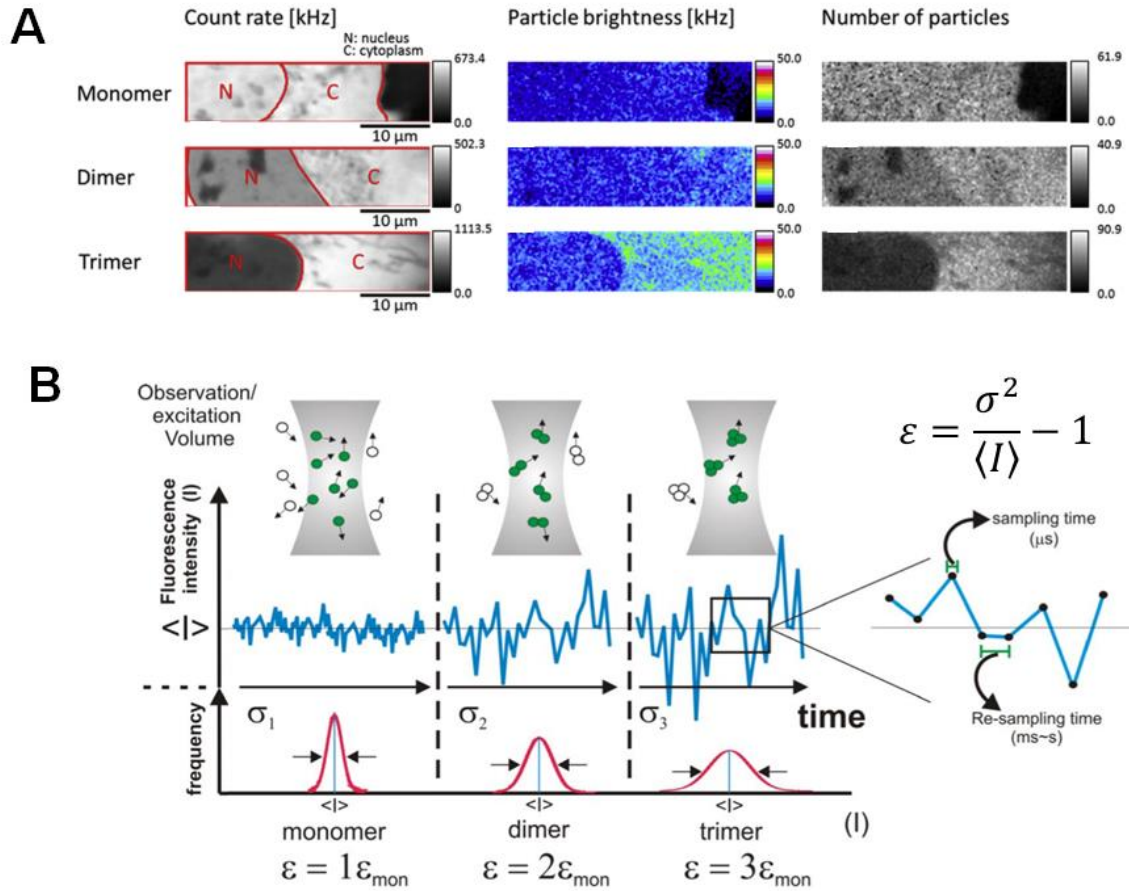 A
Count rate [kHz]
N: nucleus
C: cytoplasm
Particle brightness [kHz]
Number of particles
Monomer
N
C
673.4
0.0
10 µm
50.0
0.0
61.9
0.0
Dimer
N
C
502.3
0
10 µm
50.0
0.0
40.9
0.0
Trimer
N
C
1113.5
0.0
10 µm
50.0
0.0
90.9
0.0
B
Observation/
excitation
Volume
ε = σ² / ⟨I⟩ − 1
Fluorescence
intensity (I)
<I>
sampling time
(µs)
Re-sampling time
(ms~s)
time
frequency
σ₁
σ₂
σ₃
<I>
<I>
<I>
(I)
monomer
dimer
trimer
ε = 1εmon
ε = 2εmon
ε = 3εmon